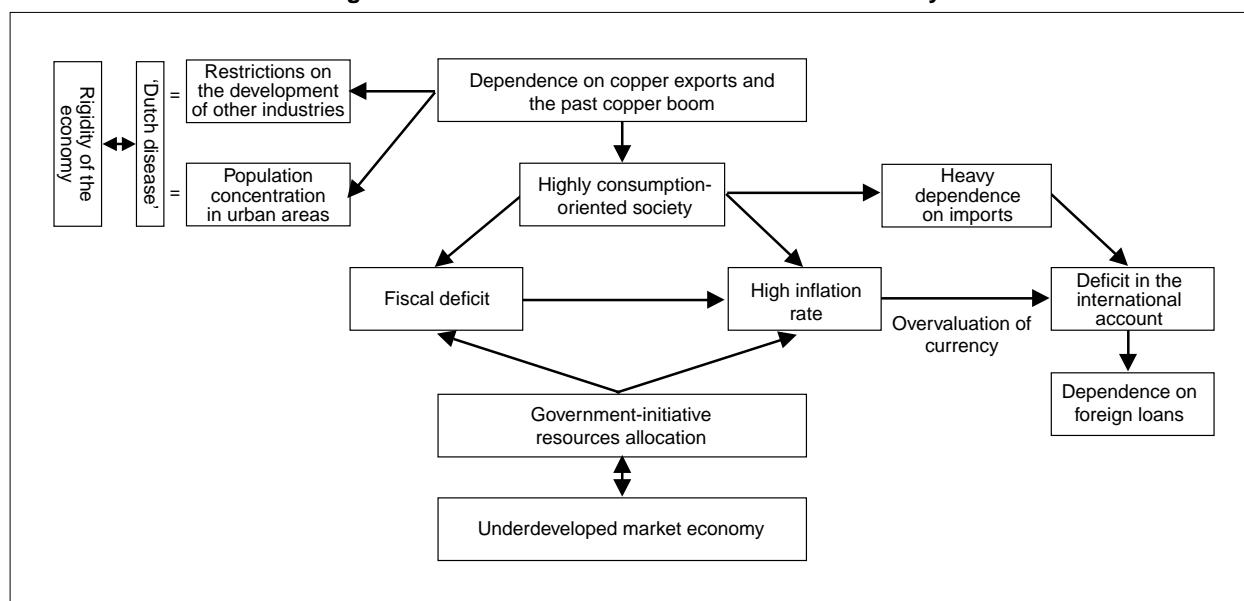 Restrictions on
the development
of other industries
Dependence on copper exports and
the past copper boom
Rigidity of the
economy
'Dutch disease'
=
=
Population
concentration
in urban areas
Highly consumption-
oriented society
Heavy
dependence
on imports
Fiscal deficit
High inflation
rate
Overvaluation of
currency
Deficit in the
international
account
Government-initiative
resources allocation
Dependence on
foreign loans
Underdeveloped market economy